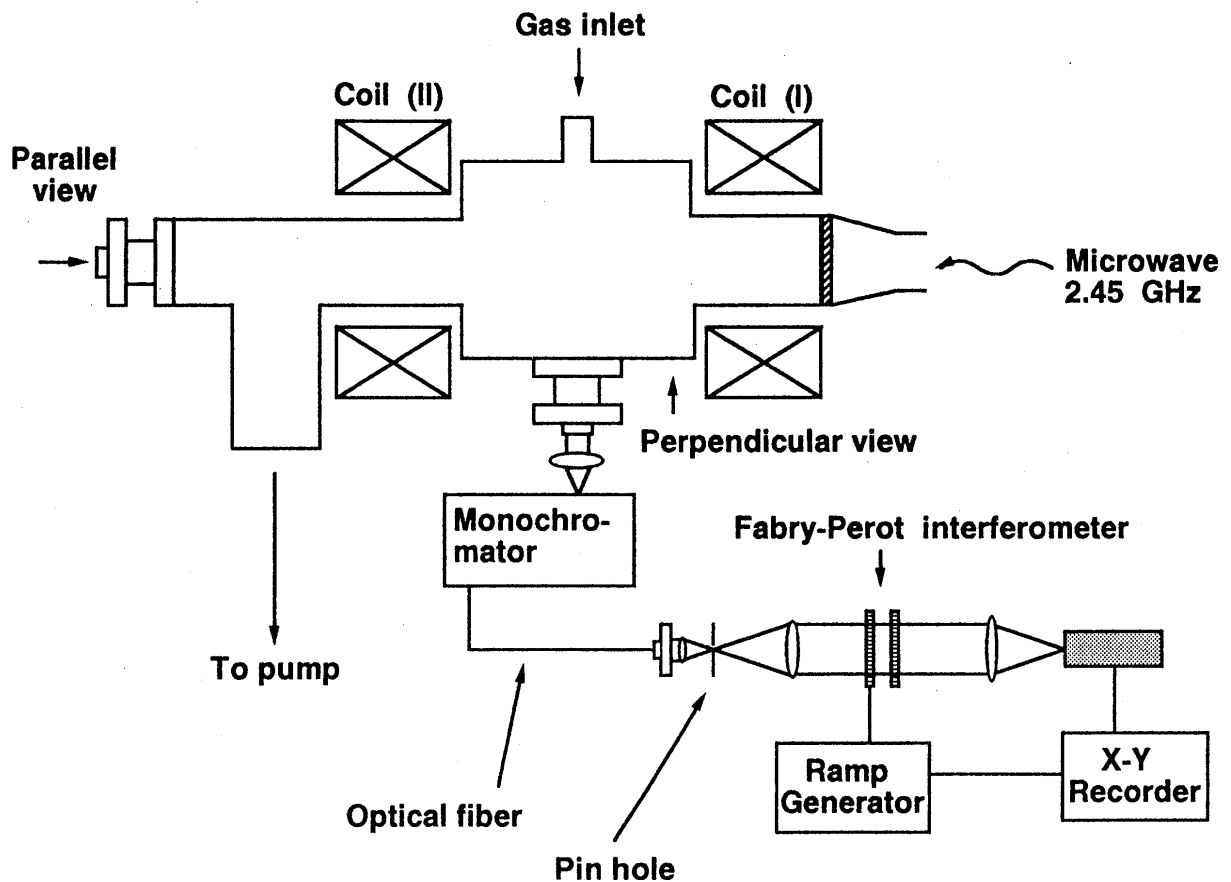 Gas inlet
Coil (II)
Coil (I)
Parallel
view
Microwave
2.45 GHz
Perpendicular view
Monochro-
mator
Fabry-Perot interferometer
To pump
Ramp
Generator
X-Y
Recorder
Optical fiber
Pin hole